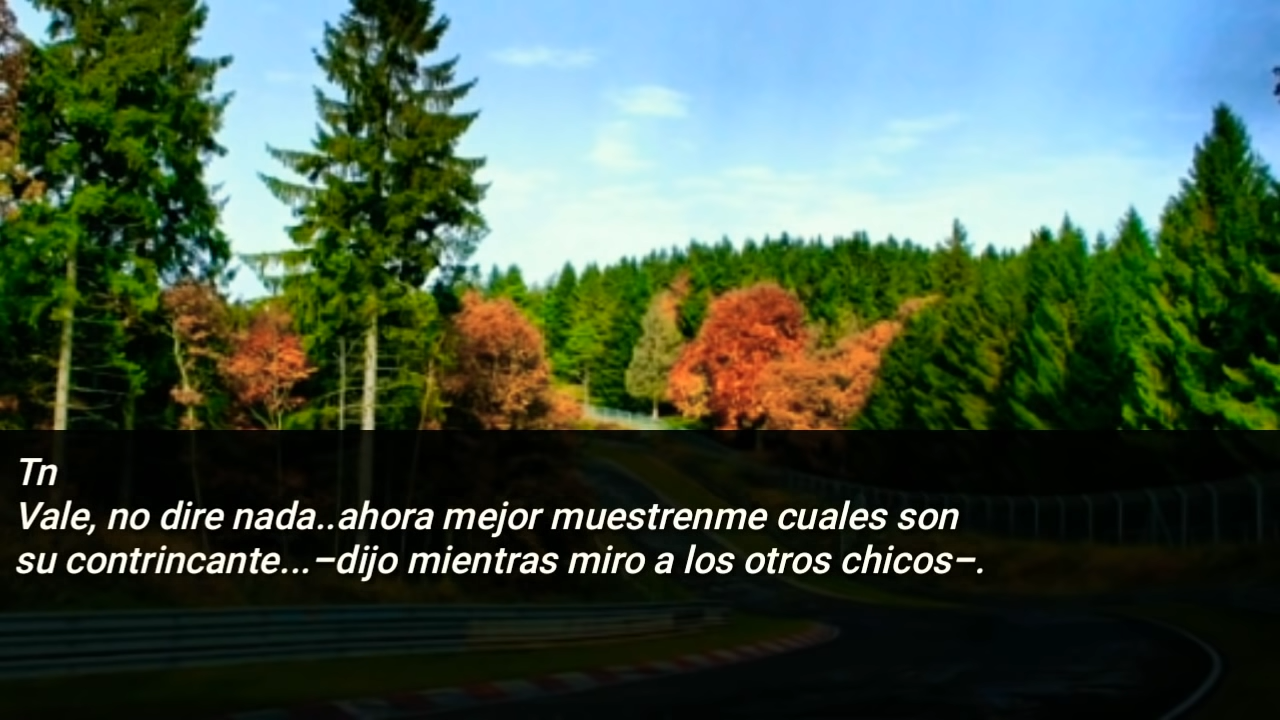 Tn
Vale, no dire nada..ahora mejor muestrenme cuales son
su contrincante...–dijo mientras miro a los otros chicos–.